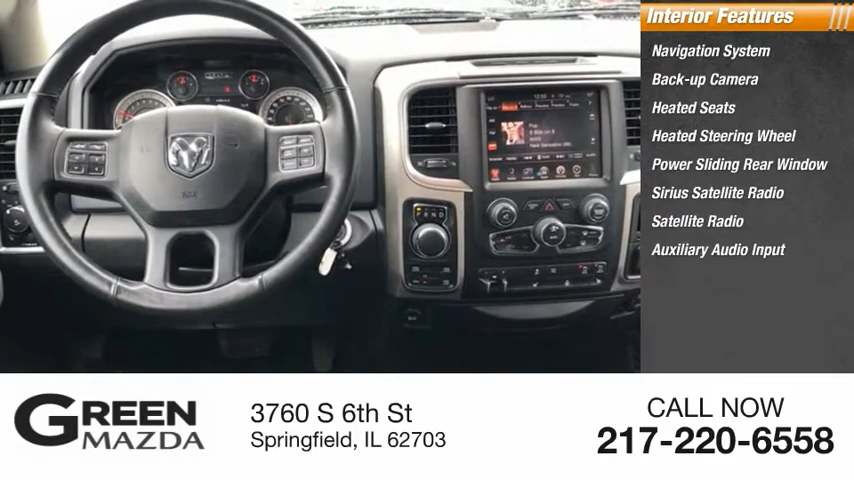 Interior Features
Navigation System
Back-up Camera
Heated Seats
Heated Steering Wheel
Power Sliding Rear Window
Sirius Satellite Radio
Satellite Radio
Auxiliary Audio Input
P R N D
GREEN
MAZDA
3760 S 6th St
Springfield, IL 62703
CALL NOW
217-220-6558